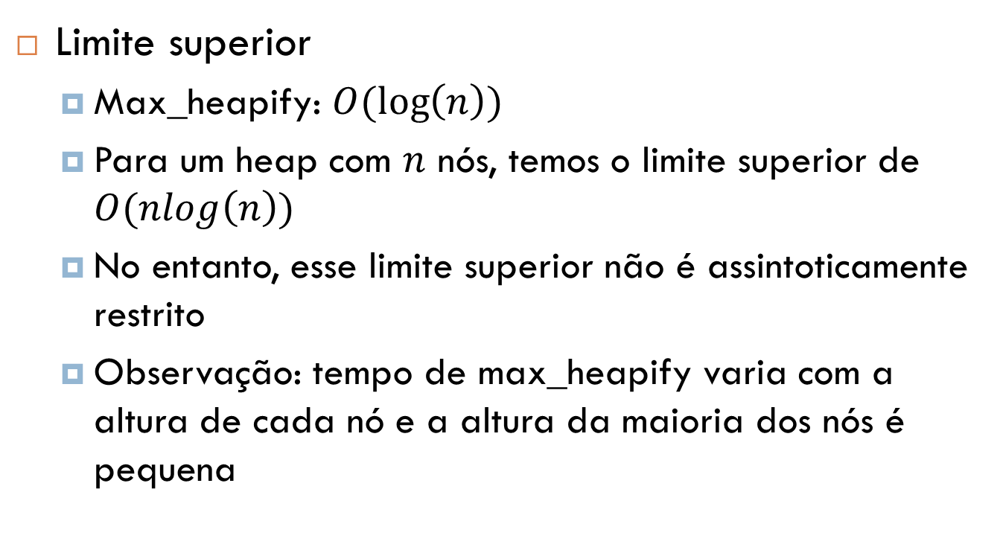 Limite superior
Max_heapify: O(log(n))
Para um heap com n nós, temos o limite superior de
O(nlog(n))
No entanto, esse limite superior não é assintoticamente
restrito
Observação: tempo de max_heapify varia com a
altura de cada nó e a altura da maioria dos nós é
pequena